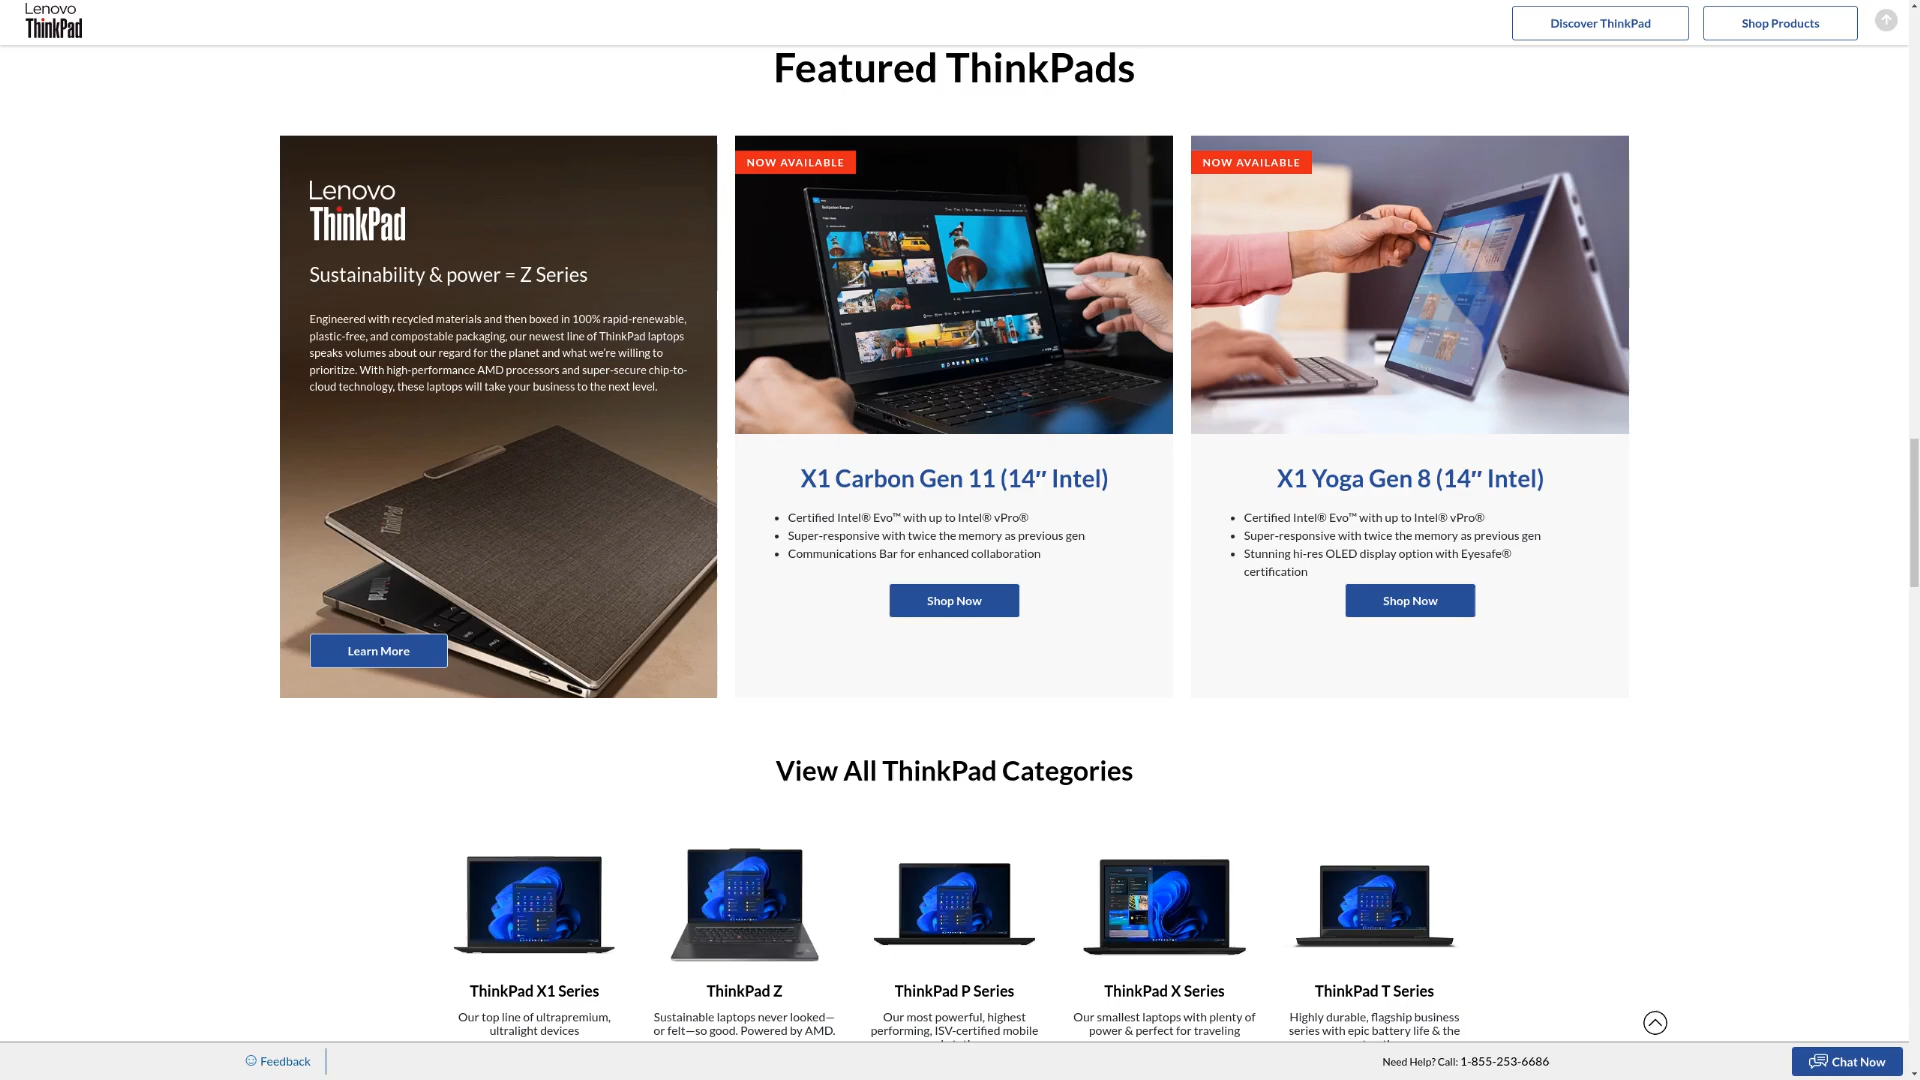 Lenovo
ThinkPad
Discover ThinkPad
Shop Products
Featured ThinkPads
Lenovo
ThinkPad
Sustainability & power = Z Series
Engineered with recycled materials and then boxed in 100% rapid-renewable,
plastic-free, and compostable packaging, our newest line of ThinkPad laptops
speaks volumes about our regard for the planet and what we’re willing to
prioritize. With high-performance AMD processors and super-secure chip-to-
cloud technology, these laptops will take your business to the next level.
ThinkPad
ThinkPad
Learn More
NOW AVAILABLE
X1 Carbon Gen 11 (14″ Intel)
• Certified Intel® Evo™ with up to Intel® vPro®
• Super-responsive with twice the memory as previous gen
• Communications Bar for enhanced collaboration
Shop Now
NOW AVAILABLE
X1 Yoga Gen 8 (14″ Intel)
• Certified Intel® Evo™ with up to Intel® vPro®
• Super-responsive with twice the memory as previous gen
• Stunning hi-res OLED display option with Eyesafe®
certification
Shop Now
View All ThinkPad Categories
ThinkPad X1 Series
Our top line of ultrapremium,
ultralight devices
ThinkPad Z
Sustainable laptops never looked—
or felt—so good. Powered by AMD.
ThinkPad P Series
Our most powerful, highest
performing, ISV-certified mobile
ThinkPad X Series
Our smallest laptops with plenty of
power & perfect for traveling
ThinkPad T Series
Highly durable, flagship business
series with epic battery life & the
Feedback
Need Help? Call: 1-855-253-6686
Chat Now